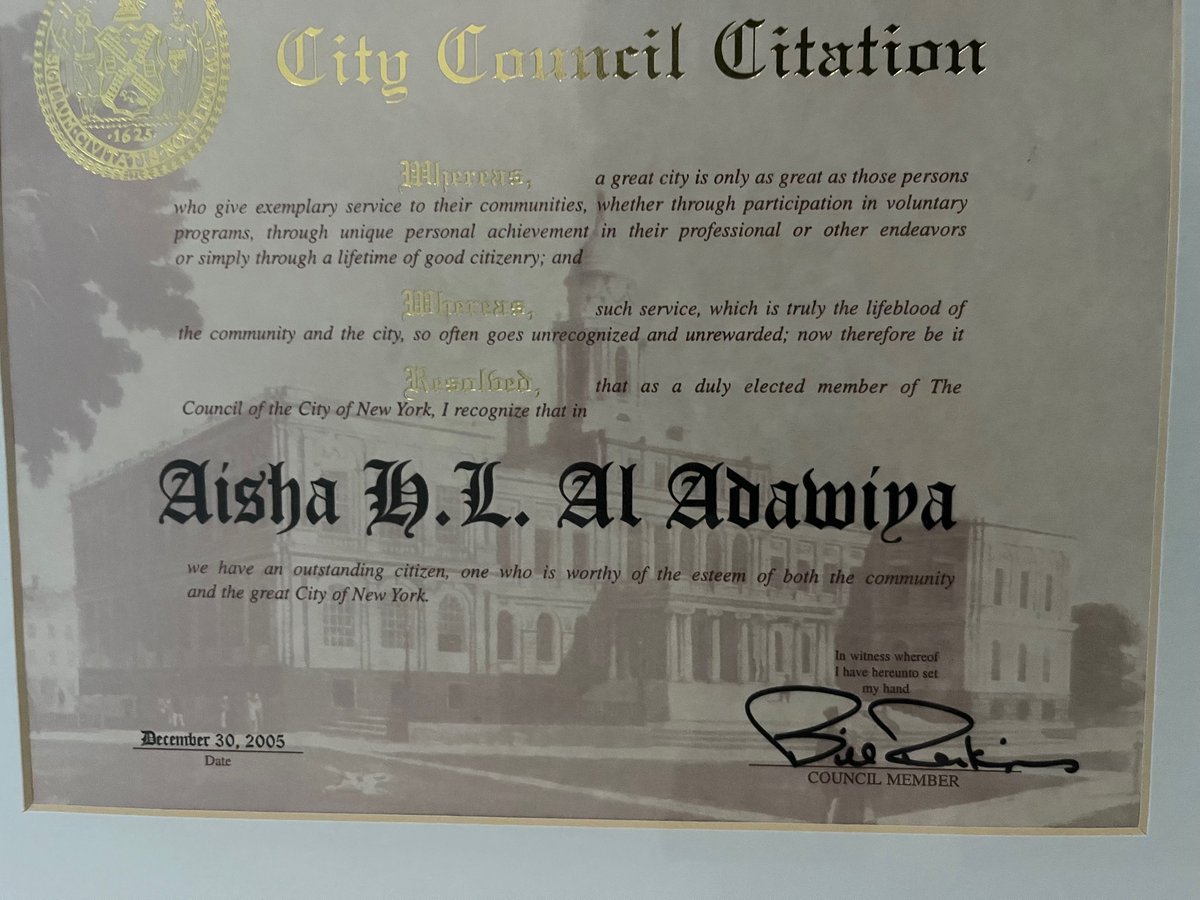 City Council Citation
SIGILLUM·CIVITATIS·NOVI·EBORACI
·1625·
Whereas, a great city is only as great as those persons
who give exemplary service to their communities, whether through participation in voluntary
programs, through unique personal achievement in their professional or other endeavors
or simply through a lifetime of good citizenry; and
Whereas, such service, which is truly the lifeblood of
the community and the city, so often goes unrecognized and unrewarded; now therefore be it
Resolved, that as a duly elected member of The
Council of the City of New York, I recognize that in
Aisha H.L. Al Adawiya
we have an outstanding citizen, one who is worthy of the esteem of both the community
and the great City of New York.
In witness whereof
I have hereunto set
my hand
December 30, 2005
Date
Bill Perkins
COUNCIL MEMBER